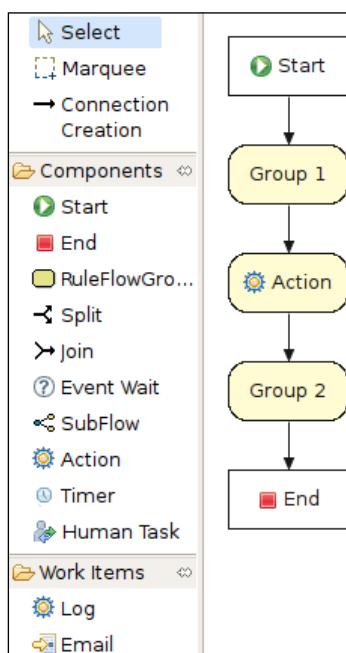 Select
Marquee
Connection
Creation
Components
Start
End
RuleFlowGro...
Split
Join
Event Wait
SubFlow
Action
Timer
Human Task
Work Items
Log
Email
Start
Group 1
Action
Group 2
End